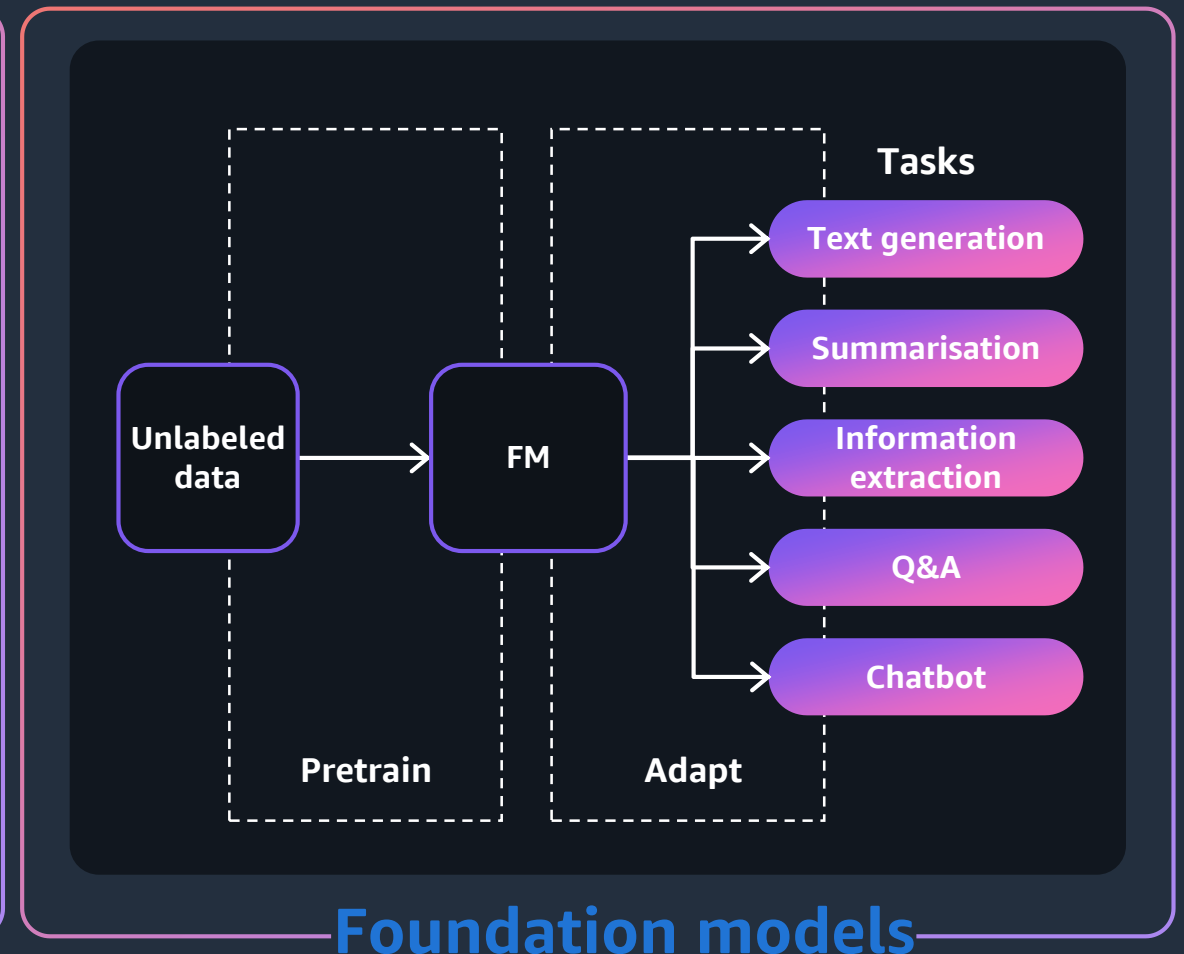 Tasks
Text generation
Summarisation
Information
extraction
Q&A
Chatbot
Unlabeled
data
FM
Pretrain
Adapt
Foundation models